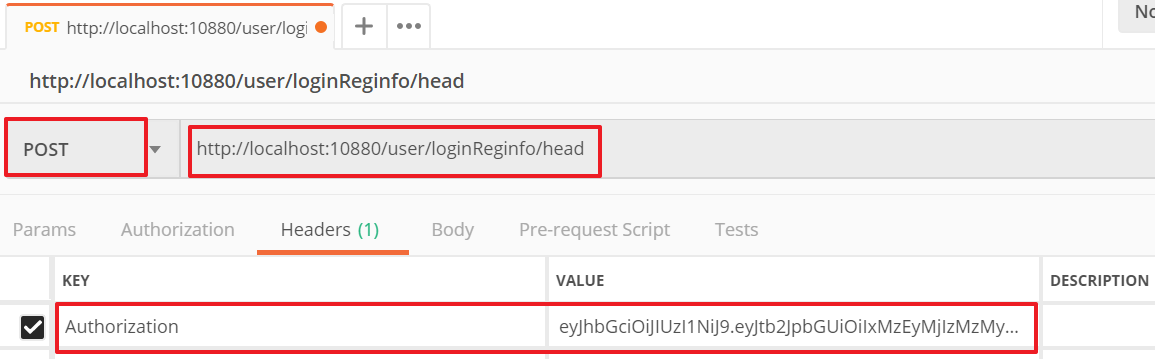 POST http://localhost:10880/user/logi
No
http://localhost:10880/user/loginReginfo/head
POST http://localhost:10880/user/loginReginfo/head
Params Authorization Headers (1) Body Pre-request Script Tests
KEY VALUE DESCRIPTION
Authorization eyJhbGciOiJIUzI1NiJ9.eyJtb2JpbGUiOiIxMzEyMjIzMzMy...